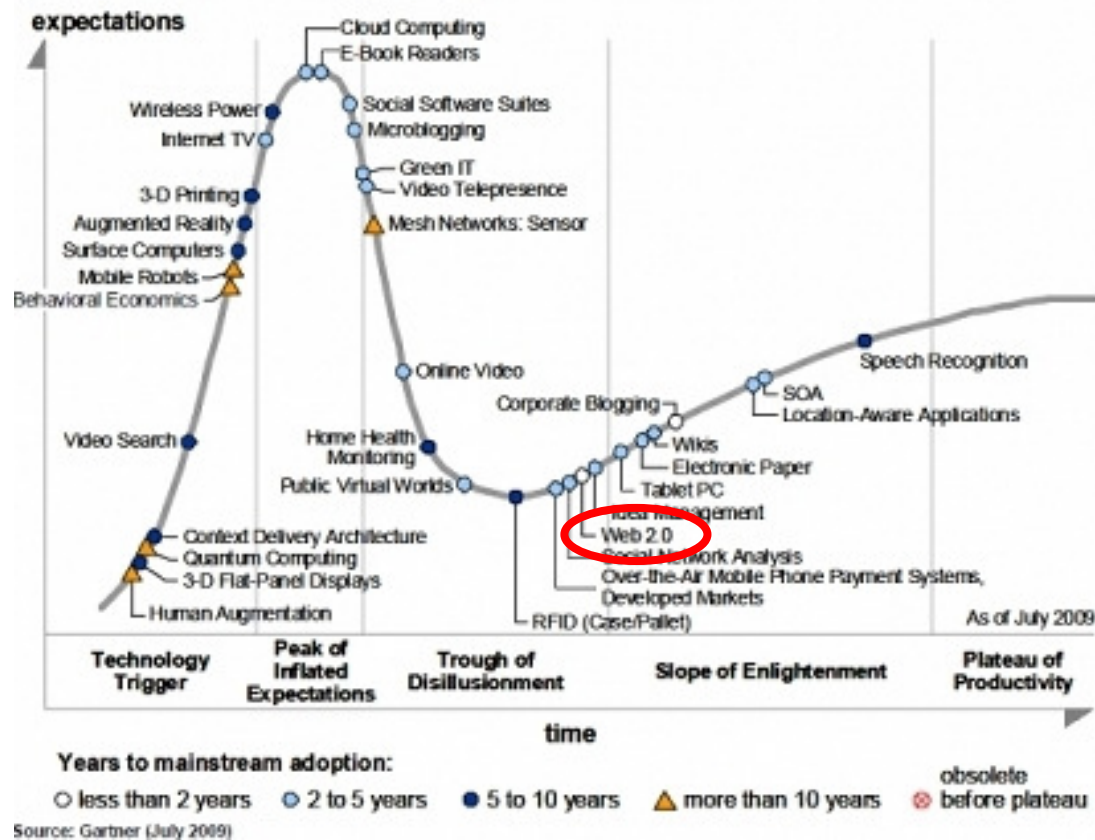 expectations
Cloud Computing
E-Book Readers
Wireless Power
Social Software Suites
Internet TV
Microblogging
Green IT
Video Telepresence
3-D Printing
Augmented Reality
Mesh Networks: Sensor
Surface Computers
Mobile Robots
Behavioral Economics
Online Video
Speech Recognition
SOA
Corporate Blogging
Location-Aware Applications
Video Search
Home Health
Monitoring
Wikis
Electronic Paper
Public Virtual Worlds
Tablet PC
Idea Management
Web 2.0
Context Delivery Architecture
Social Network Analysis
Quantum Computing
3-D Flat-Panel Displays
Over-the-Air Mobile Phone Payment Systems,
Developed Markets
Human Augmentation
RFID (Case/Pallet)
As of July 2009
Technology
Trigger
Peak of
Inflated
Expectations
Trough of
Disillusionment
Slope of Enlightenment
Plateau of
Productivity
time
Years to mainstream adoption:
less than 2 years
2 to 5 years
5 to 10 years
more than 10 years
obsolete
before plateau
Source: Gartner (July 2009)